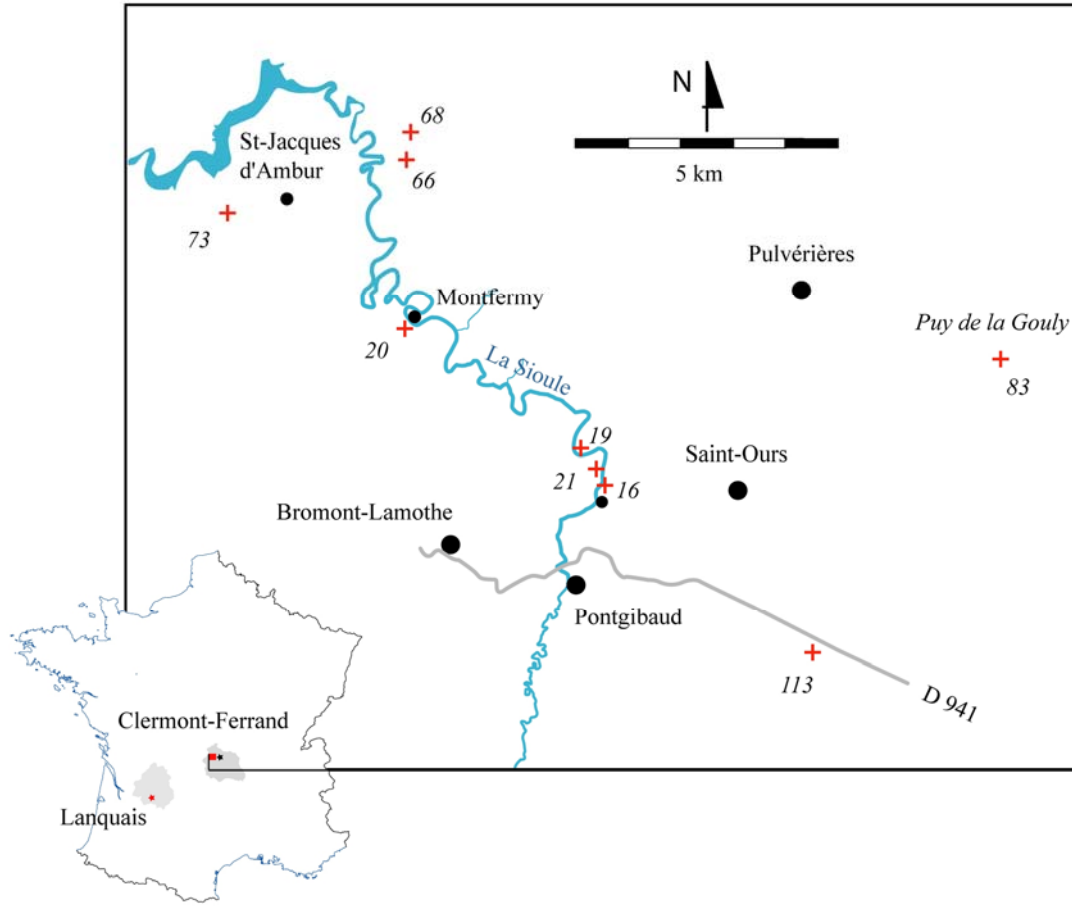 N
68
St-Jacques
d'Ambur
66
5 km
73
Pulvérières
Montfermy
Puy de la Gouly
20
La Sioule
83
19
Saint-Ours
21
16
Bromont-Lamothe
Pontgibaud
113
D 941
Clermont-Ferrand
Lanquais